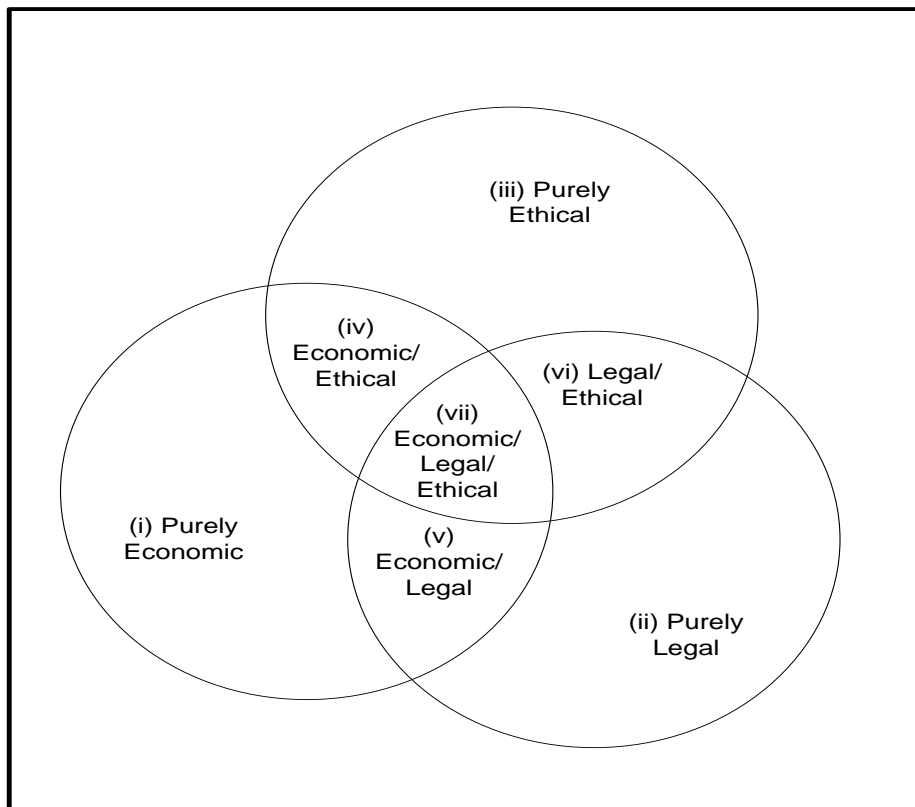 (iii) Purely
Ethical
(iv)
Economic/
Ethical
(vi) Legal/
Ethical
(vii)
Economic/
Legal/
Ethical
(i) Purely
Economic
(v)
Economic/
Legal
(ii) Purely
Legal